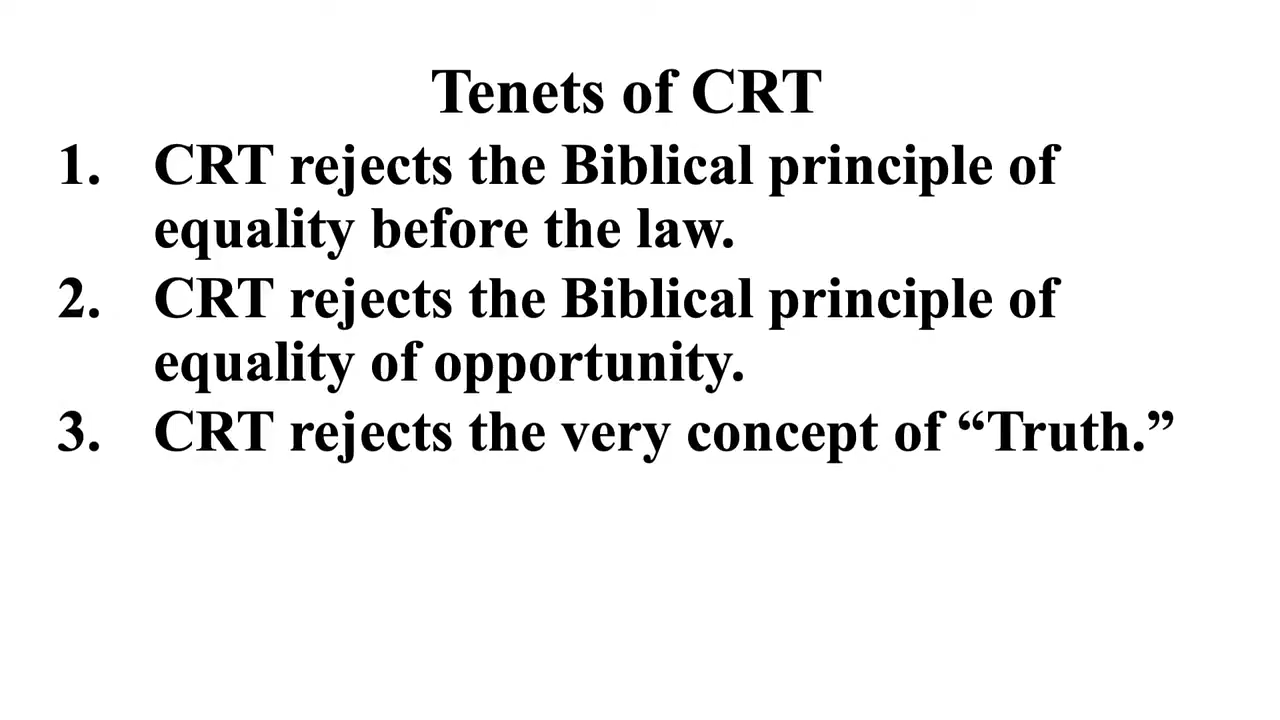 Tenets of CRT
1. CRT rejects the Biblical principle of
equality before the law.
2. CRT rejects the Biblical principle of
equality of opportunity.
3. CRT rejects the very concept of “Truth.”